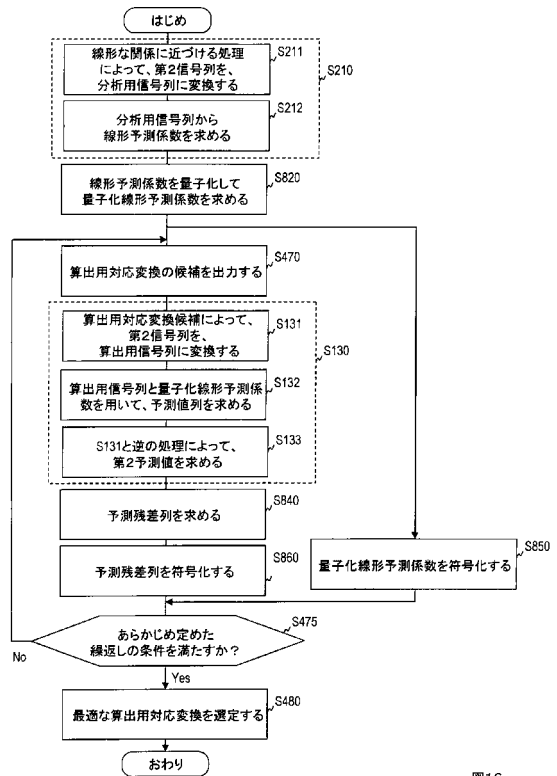 はじめ
線形な関係に近づける処理
によって、第2信号列を、
分析用信号列に変換する
S211
S210
分析用信号列から
線形予測係数を求める
S212
線形予測係数を量子化して
量子化線形予測係数を求める
S820
算出用対応変換の候補を出力する
S470
算出用対応変換候補によって、
第2信号列を、
算出用信号列に変換する
S131
S130
算出用信号列と量子化線形予測係
数を用いて、予測値列を求める
S132
S131と逆の処理によって、
第2予測値を求める
S133
予測残差列を求める
S840
予測残差列を符号化する
S860
量子化線形予測係数を符号化する
S850
あらかじめ定めた
繰返しの条件を満たすか？
S475
No
Yes
最適な算出用対応変換を選定する
S480
おわり